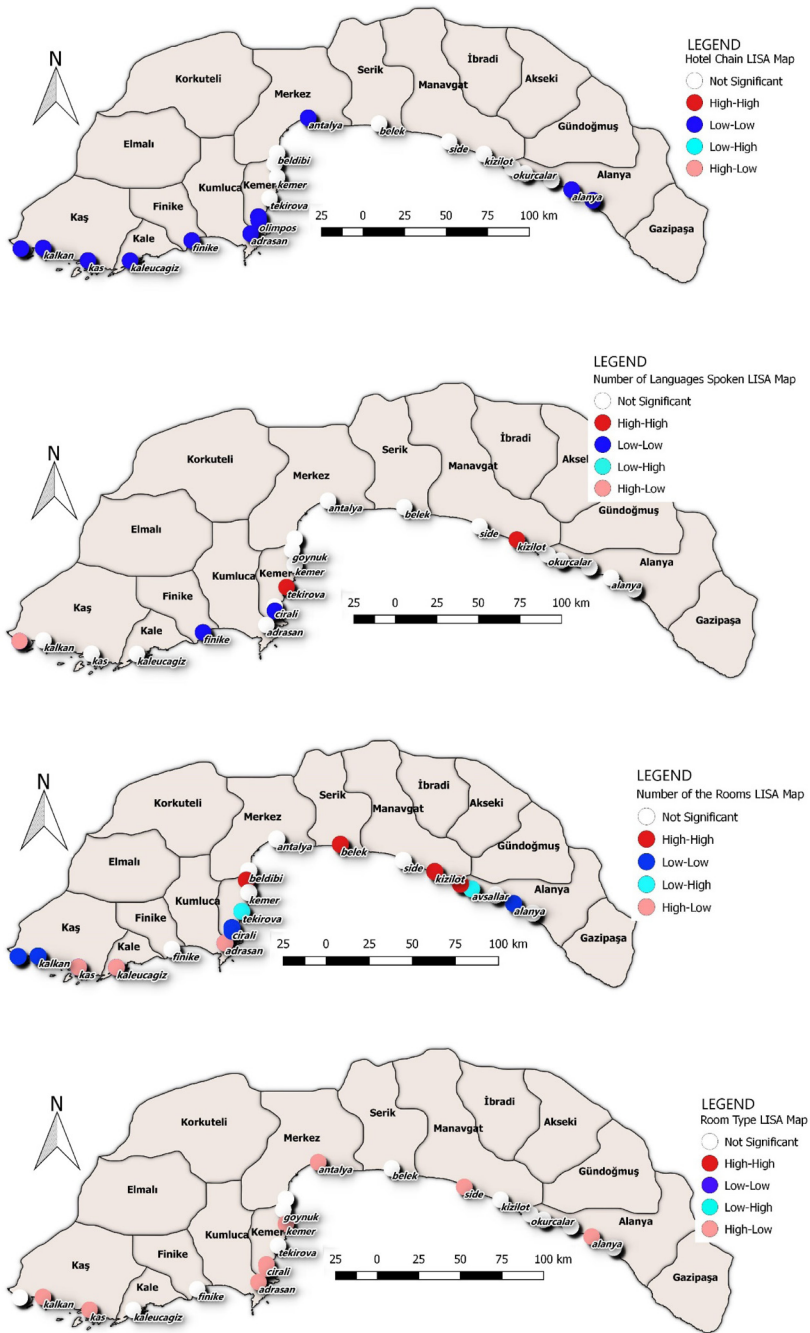 LEGEND
Hotel Chain LISA Map
Not Significant
High-High
Low-Low
Low-High
High-Low
N
İbradi
Korkuteli
Serik
Akseki
Manavgat
Merkez
Gündoğmuş
antalya
belek
Elmalı
side
beldibi
kizilot
Kumluca
Kemer
kemer
okurcalar
Alanya
Finike
tekirova
alanya
Kaş
25 0 25 50 75 100 km
Gazipaşa
Kale
olimpos
finike
adrasan
kalkan
kas
kaleucagiz
LEGEND
Number of Languages Spoken LISA Map
Not Significant
High-High
Low-Low
Low-High
High-Low
N
İbradi
Korkuteli
Serik
Aksel
Manavgat
Merkez
Gündoğmuş
antalya
belek
Elmalı
side
kizilot
goynuk
okurcalar
Kumluca
Kemer
kemer
Alanya
Finike
tekirova
alanya
Kaş
cirali
25 0 25 50 75 100 km
Gazipaşa
Kale
finike
adrasan
kalkan
kas
kaleucagiz
LEGEND
Number of the Rooms LISA Map
Not Significant
High-High
Low-Low
Low-High
High-Low
N
İbradi
Korkuteli
Serik
Akseki
Manavgat
Merkez
Gündoğmuş
antalya
belek
Elmalı
side
beldibi
kizilot
Kumluca
kemer
avsallar
Alanya
Finike
tekirova
alanya
Kaş
cirali
Gazipaşa
Kale
finike
adrasan
kalkan
25 0 25 50 75 100 km
kas
kaleucagiz
LEGEND
Room Type LISA Map
Not Significant
High-High
Low-Low
Low-High
High-Low
N
İbradi
Korkuteli
Serik
Akseki
Manavgat
Merkez
Gündoğmuş
antalya
belek
Elmalı
side
kizilot
goynuk
okurcalar
Kumluca
Kemer
kemer
Alanya
Finike
tekirova
alanya
Kaş
cirali
25 0 25 50 75 100 km
Gazipaşa
Kale
finike
adrasan
kalkan
kas
kaleucagiz